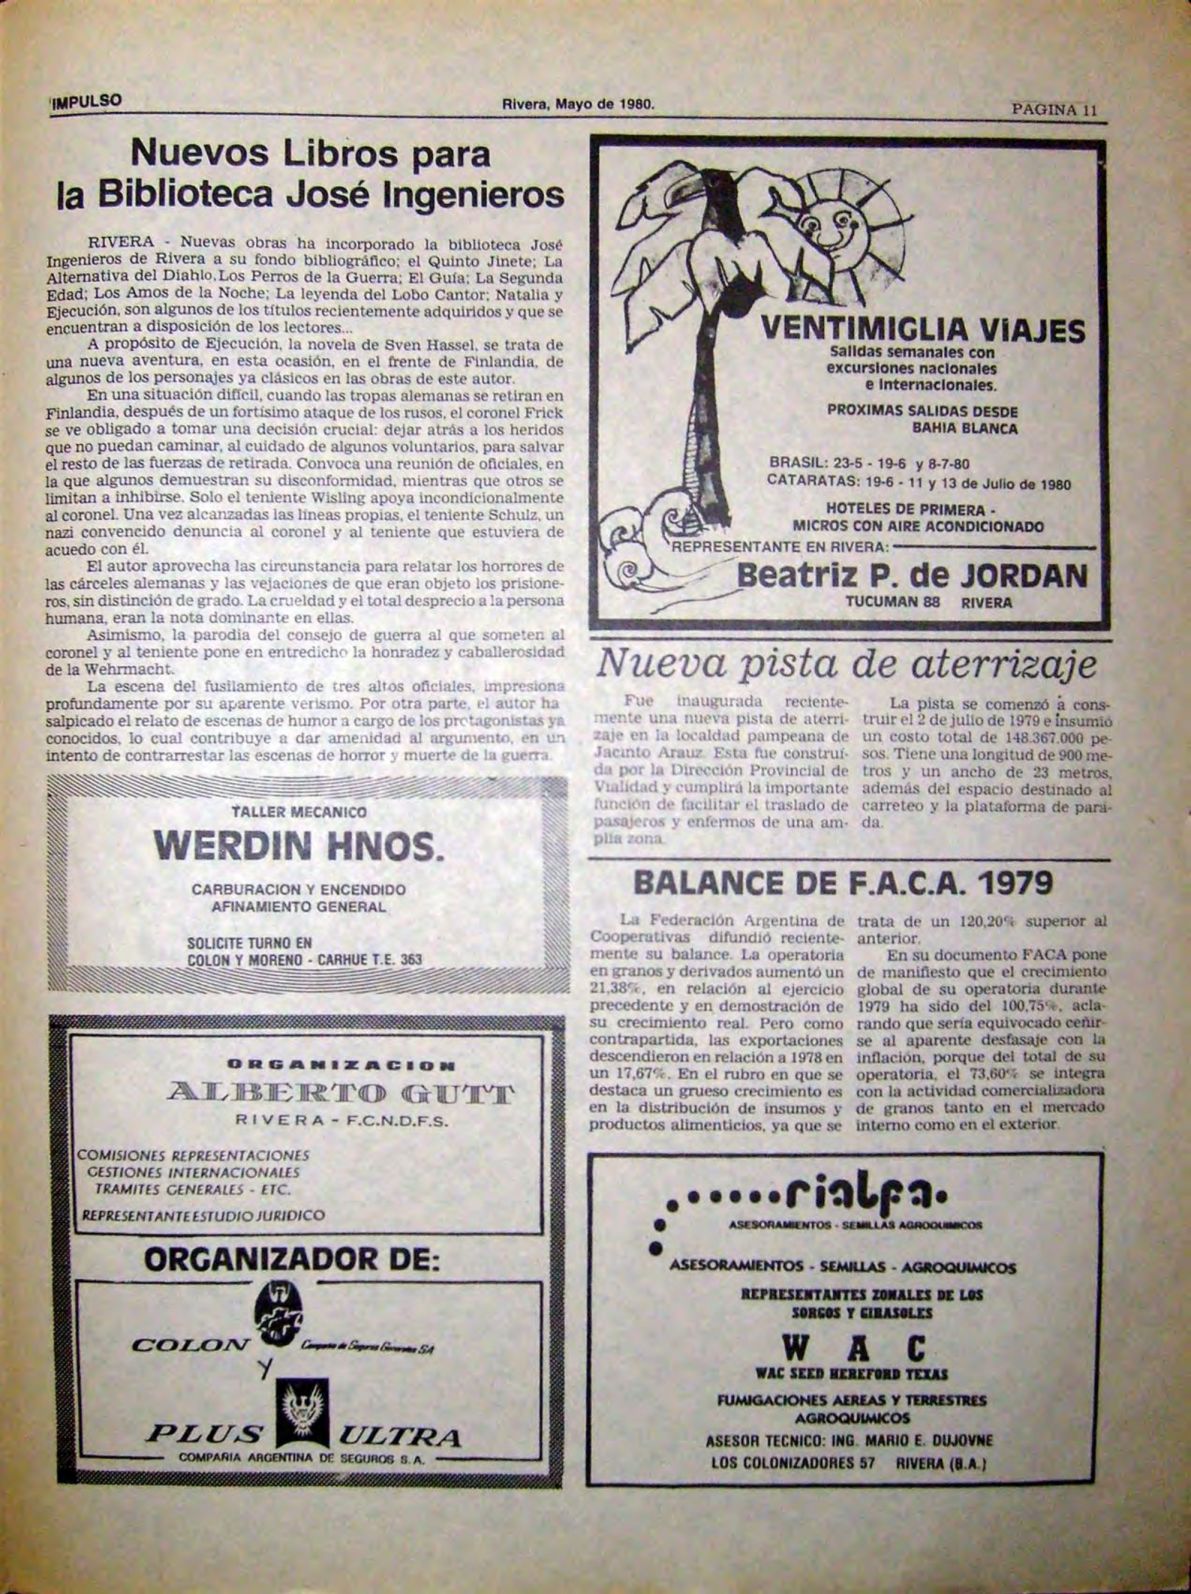 IMPULSO
Rivera, Mayo de 1980.
PAGINA 11
Nuevos Libros para
la Biblioteca José Ingenieros
RIVERA - Nuevas obras ha incorporado la biblioteca José
Ingenieros de Rivera a su fondo bibliográfico; el Quinto Jinete; La
Alternativa del Diahlo,Los Perros de la Guerra; El Guía; La Segunda
Edad; Los Amos de la Noche; La leyenda del Lobo Cantor; Natalia y
Ejecución, son algunos de los títulos recientemente adquiridos y que se
encuentran a disposición de los lectores...
A propósito de Ejecución, la novela de Sven Hassel, se trata de
una nueva aventura, en esta ocasión, en el frente de Finlandia, de
algunos de los personajes ya clásicos en las obras de este autor.
En una situación difícil, cuando las tropas alemanas se retiran en
Finlandia, después de un fortísimo ataque de los rusos, el coronel Frick
se ve obligado a tomar una decisión crucial: dejar atrás a los heridos
que no puedan caminar, al cuidado de algunos voluntarios, para salvar
el resto de las fuerzas de retirada. Convoca una reunión de oficiales, en
la que algunos demuestran su disconformidad, mientras que otros se
limitan a inhibirse. Solo el teniente Wisling apoya incondicionalmente
al coronel. Una vez alcanzadas las líneas propias, el teniente Schulz, un
nazi convencido denuncia al coronel y al teniente que estuviera de
acuedo con él.
El autor aprovecha las circunstancia para relatar los horrores de
las cárceles alemanas y las vejaciones de que eran objeto los prisione-
ros, sin distinción de grado. La crueldad y el total desprecio a la persona
humana, eran la nota dominante en ellas.
Asimismo, la parodia del consejo de guerra al que someten al
coronel y al teniente pone en entredicho la honradez y caballerosidad
de la Wehrmacht.
La escena del fusilamiento de tres altos oficiales, impresiona
profundamente por su aparente verismo. Por otra parte, el autor ha
salpicado el relato de escenas de humor a cargo de los protagonistas ya
conocidos, lo cual contribuye a dar amenidad al argumento, en un
intento de contrarrestar las escenas de horror y muerte de la guerra.
TALLER MECANICO
WERDIN HNOS.
CARBURACION Y ENCENDIDO
AFINAMIENTO GENERAL
SOLICITE TURNO EN
COLON Y MORENO - CARHUE T.E. 363
ORGANIZACION
ALBERTO GUTT
RIVERA - F.C.N.D.F.S.
COMISIONES REPRESENTACIONES
GESTIONES INTERNACIONALES
TRAMITES GENERALES - ETC.
REPRESENTANTE ESTUDIO JURIDICO
ORGANIZADOR DE:
COLON Compañia de Seguros Generales SA
Y
PLUS ULTRA
COMPAÑIA ARGENTINA DE SEGUROS S.A.
VENTIMIGLIA VIAJES
Salidas semanales con
excursiones nacionales
e internacionales.
PROXIMAS SALIDAS DESDE
BAHIA BLANCA
BRASIL: 23-5 - 19-6 y 8-7-80
CATARATAS: 19-6 - 11 y 13 de Julio de 1980
HOTELES DE PRIMERA -
MICROS CON AIRE ACONDICIONADO
REPRESENTANTE EN RIVERA:
Beatriz P. de JORDAN
TUCUMAN 88 RIVERA
Nueva pista de aterrizaje
Fue inaugurada reciente-
mente una nueva pista de aterri-
zaje en la localdad pampeana de
Jacinto Arauz. Esta fue construí-
da por la Dirección Provincial de
Vialidad y cumplirá la importante
función de facilitar el traslado de
pasajeros y enfermos de una am-
plia zona.
La pista se comenzó a cons-
truir el 2 de julio de 1979 e insumió
un costo total de 148.367.000 pe-
sos. Tiene una longitud de 900 me-
tros y un ancho de 23 metros,
además del espacio destinado al
carreteo y la plataforma de para-
da.
BALANCE DE F.A.C.A. 1979
La Federación Argentina de
Cooperativas difundió reciente-
mente su balance. La operatoria
en granos y derivados aumentó un
21,38%, en relación al ejercicio
precedente y en demostración de
su crecimiento real. Pero como
contrapartida, las exportaciones
descendieron en relación a 1978 en
un 17,67%. En el rubro en que se
destaca un grueso crecimiento es
en la distribución de insumos y
productos alimenticios, ya que se
trata de un 120,20% superior al
anterior.
En su documento FACA pone
de manifiesto que el crecimiento
global de su operatoria durante
1979 ha sido del 100,75%, acla-
rando que sería equivocado ceñir-
se al aparente desfasaje con la
inflación, porque del total de su
operatoria, el 73,60% se integra
con la actividad comercializadora
de granos tanto en el mercado
interno como en el exterior.
rialfa
ASESORAMIENTOS - SEMILLAS AGROQUIMICOS
ASESORAMIENTOS - SEMILLAS - AGROQUIMICOS
REPRESENTANTES ZONALES DE LOS
SORGOS Y GIRASOLES
W A C
WAC SEED HEREFORD TEXAS
FUMIGACIONES AEREAS Y TERRESTRES
AGROQUIMICOS
ASESOR TECNICO: ING. MARIO E. DUJOVNE
LOS COLONIZADORES 57 RIVERA (B.A.)